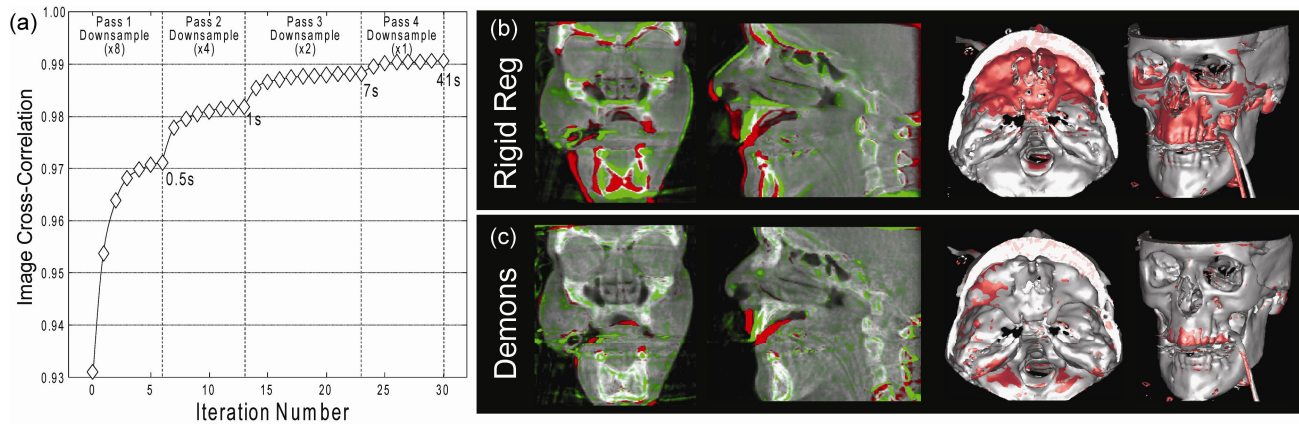 (a)
1.00
0.99
0.98
0.97
0.96
0.95
0.94
0.93
Image Cross-Correlation
Pass 1
Downsample
(x8)
Pass 2
Downsample
(x4)
Pass 3
Downsample
(x2)
Pass 4
Downsample
(x1)
0.5s
1s
7s
41s
0
5
10
15
20
25
30
Iteration Number
(b)
Rigid Reg
(c)
Demons